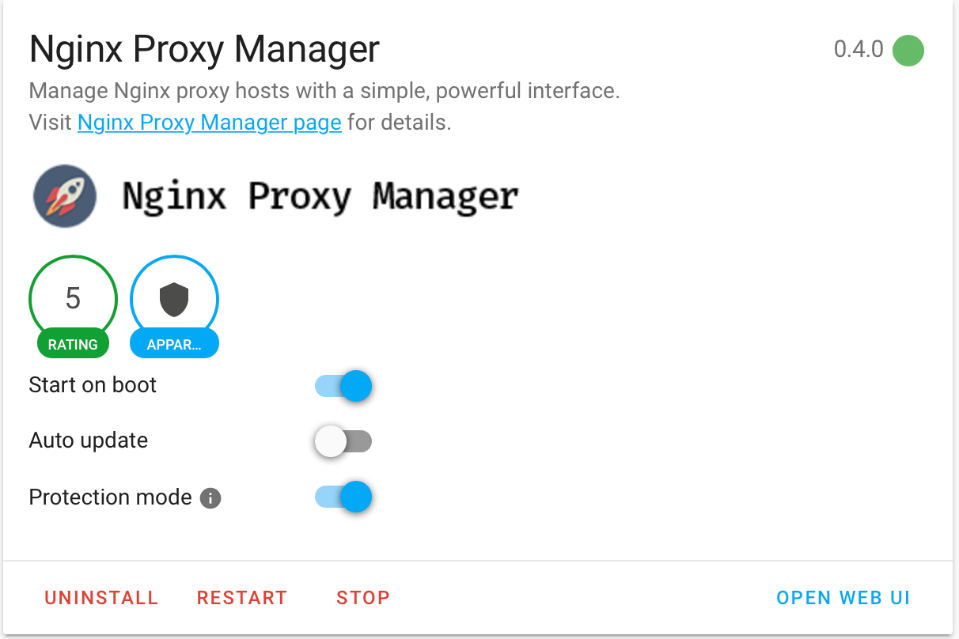 Nginx Proxy Manager
0.4.0
Manage Nginx proxy hosts with a simple, powerful interface.
Visit Nginx Proxy Manager page for details.
Nginx Proxy Manager
5
RATING
APPAR...
Start on boot
Auto update
Protection mode
UNINSTALL RESTART STOP OPEN WEB UI